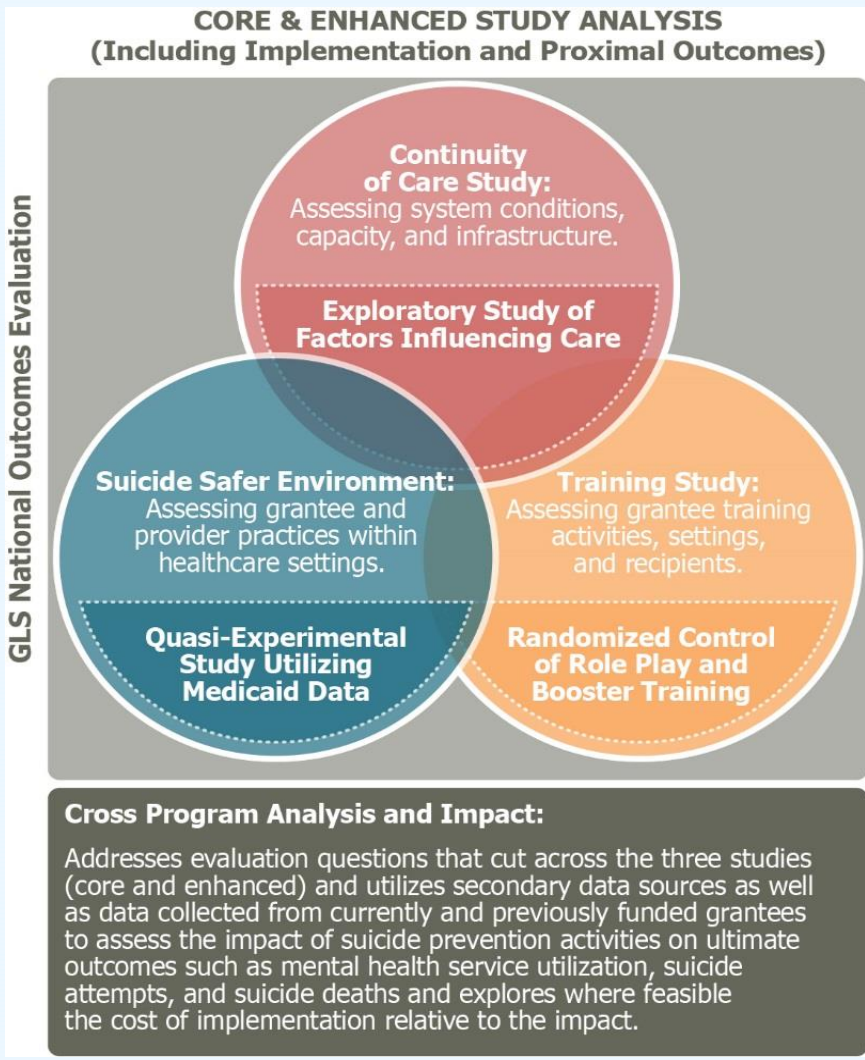 CORE & ENHANCED STUDY ANALYSIS
(Including Implementation and Proximal Outcomes)
GLS National Outcomes Evaluation
Continuity
of Care Study:
Assessing system conditions,
capacity, and infrastructure.
Exploratory Study of
Factors Influencing Care
Suicide Safer Environment:
Assessing grantee and
provider practices within
healthcare settings.
Quasi-Experimental
Study Utilizing
Medicaid Data
Training Study:
Assessing grantee training
activities, settings,
and recipients.
Randomized Control
of Role Play and
Booster Training
Cross Program Analysis and Impact:
Addresses evaluation questions that cut across the three studies
(core and enhanced) and utilizes secondary data sources as well
as data collected from currently and previously funded grantees
to assess the impact of suicide prevention activities on ultimate
outcomes such as mental health service utilization, suicide
attempts, and suicide deaths and explores where feasible
the cost of implementation relative to the impact.